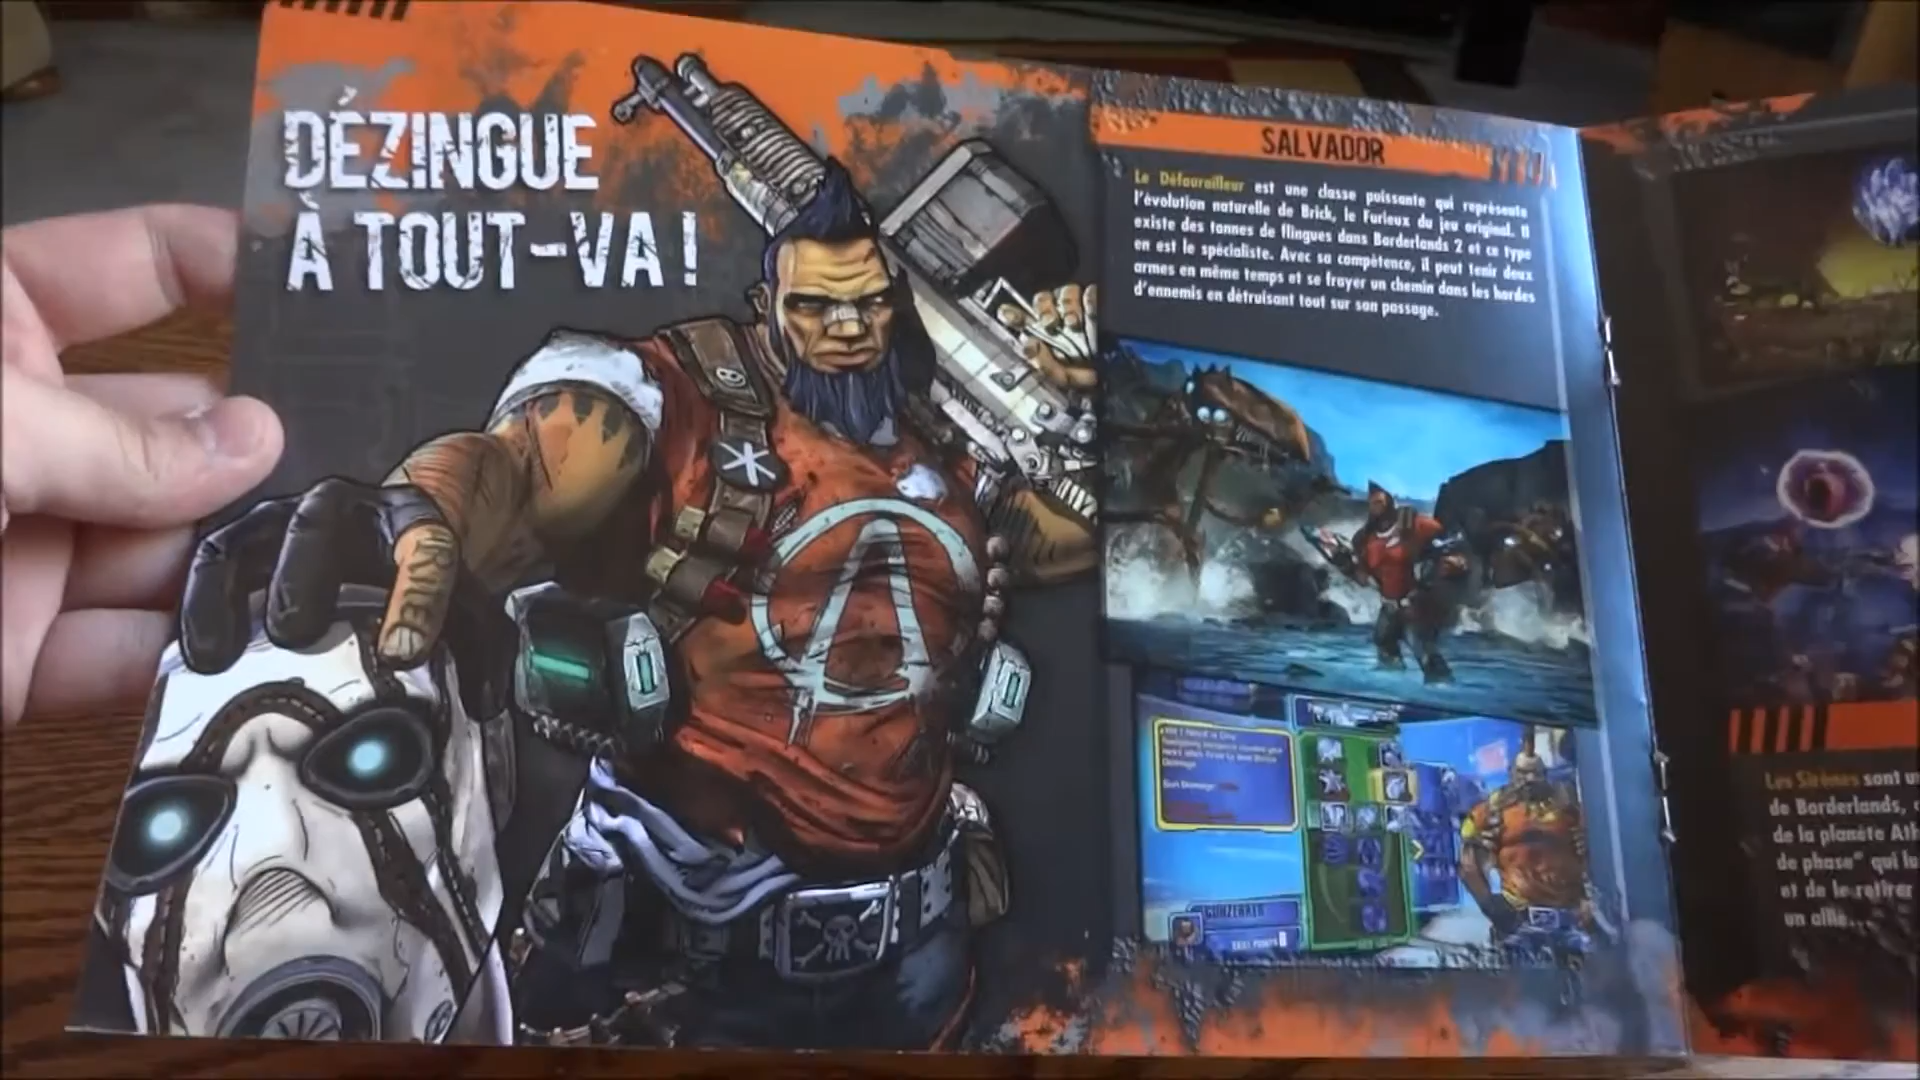 DÉZINGUE
À TOUT-VA !
SALVADOR
Le Défourailleur est une classe puissante qui représente
l'évolution naturelle de Brick, le Furieux du jeu original. Il
existe des tonnes de flingues dans Borderlands 2 et ce type
en est le spécialiste. Avec sa compétence, il peut tenir deux
armes en même temps et se frayer un chemin dans les hordes
d'ennemis en détruisant tout sur son passage.
GUNZERKER
SKILL POINTS
Les Sirènes sont
de Borderlands,
de la planète
de phase" qui
et de le retirer
un allié...